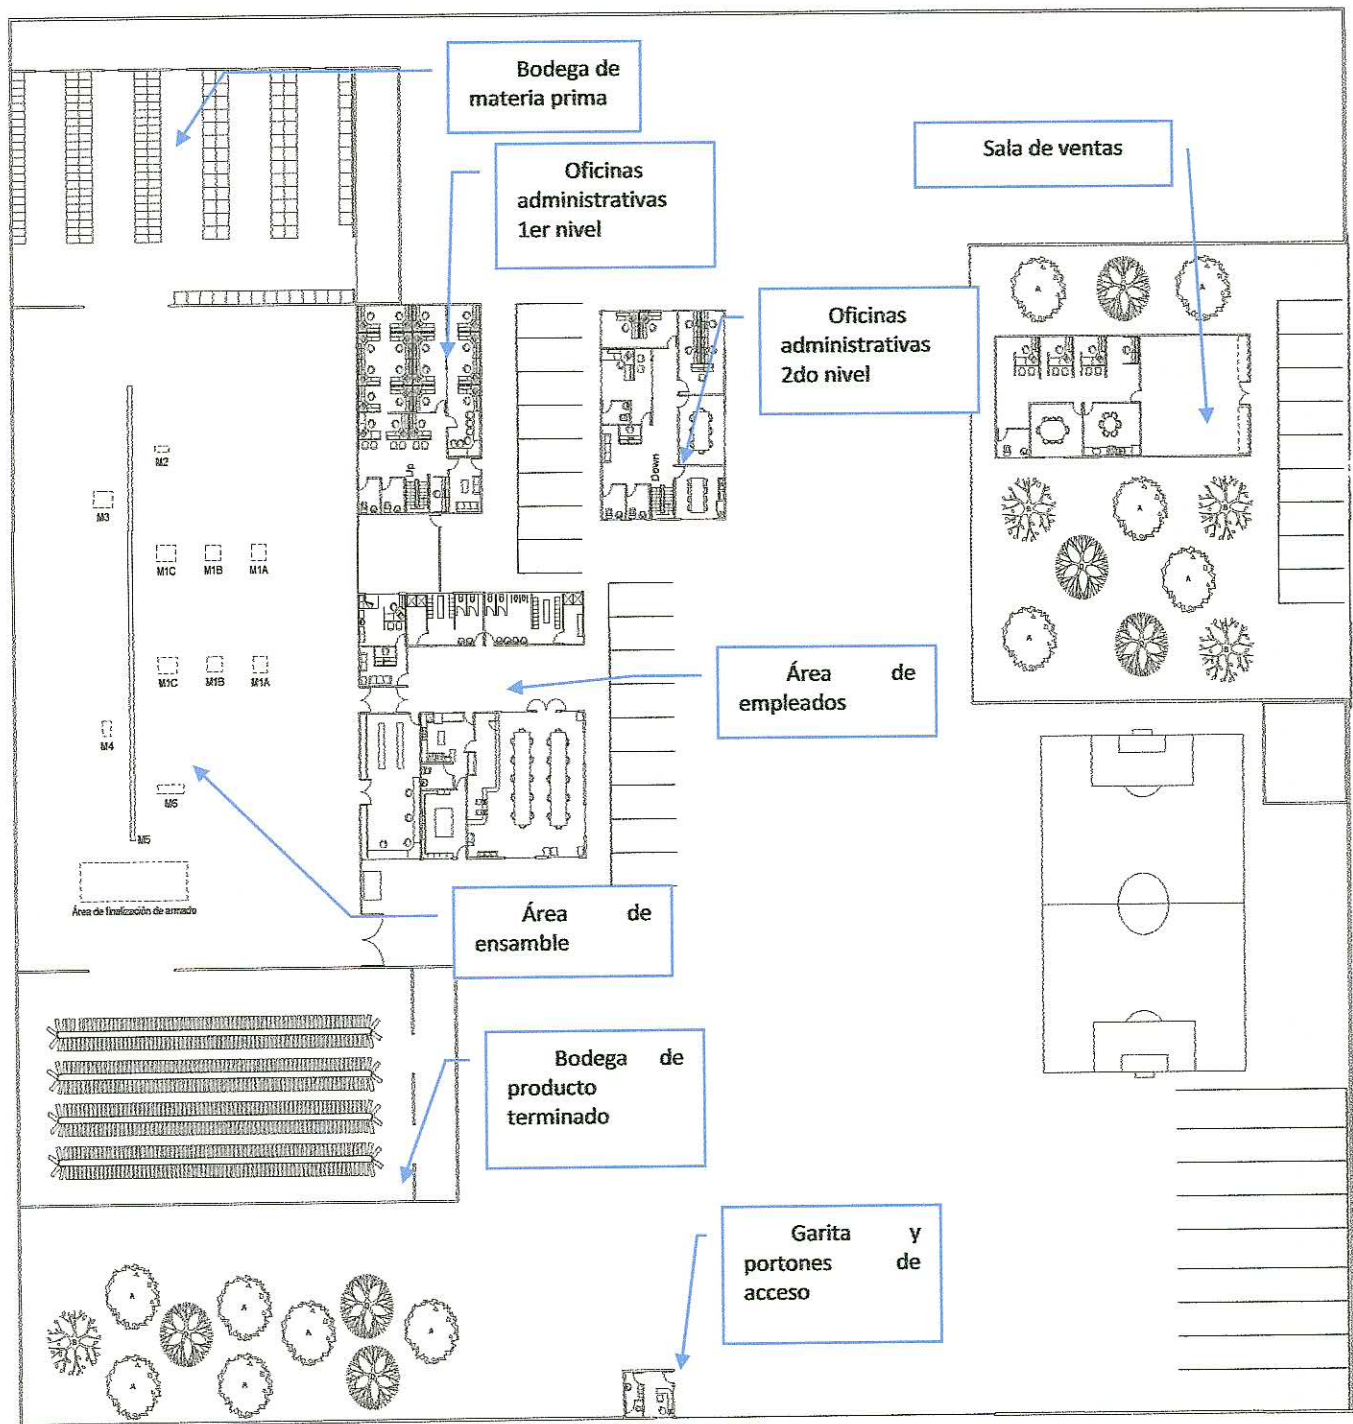 Bodega de
materia prima
Oficinas
administrativas
1er nivel
Sala de ventas
Oficinas
administrativas
2do nivel
Up
Down
M2
M3
M1C M1B M1A
M1C M1B M1A
M4
M6
M5
Área de finalización de armado
Área de
empleados
Área de
ensamble
Bodega de
producto
terminado
Garita y
portones de
acceso
A
A
A
A
A
A
A
A
A
A
A
A